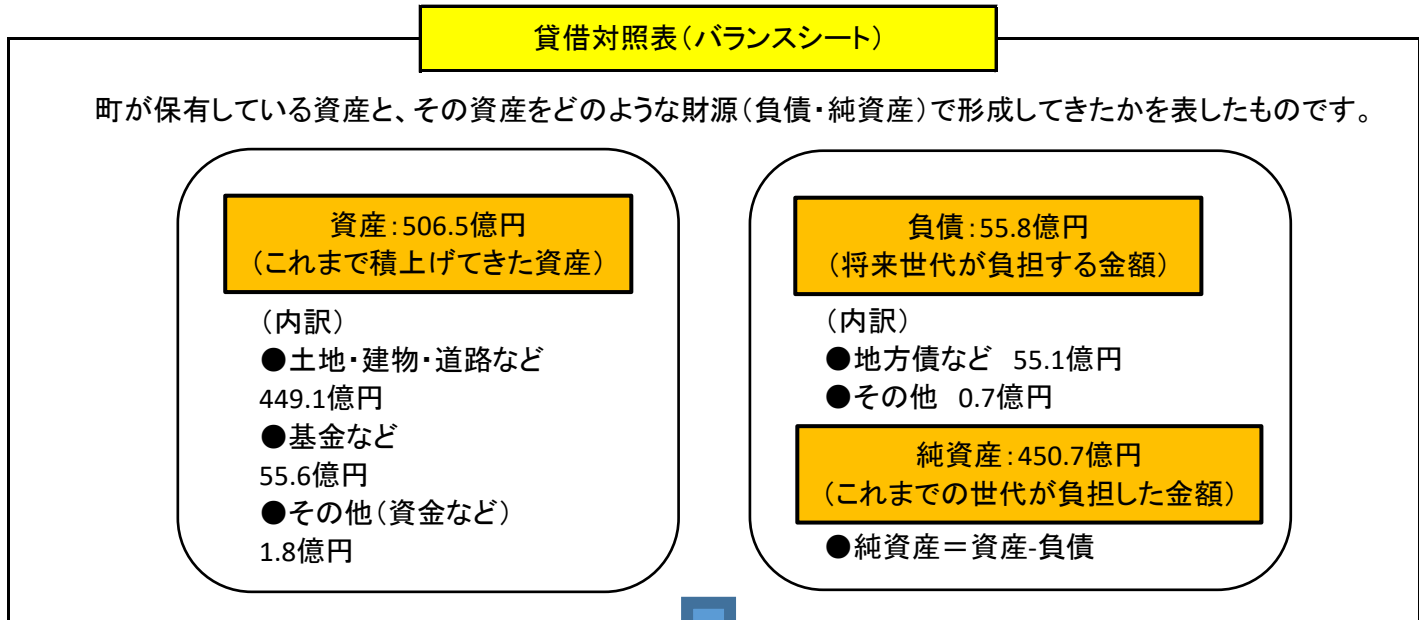 貸借対照表（バランスシート）
町が保有している資産と、その資産をどのような財源（負債・純資産）で形成してきたかを表したものです。
資産：506.5億円
（これまで積上げてきた資産）
（内訳）
●土地・建物・道路など
449.1億円
●基金など
55.6億円
●その他（資金など）
1.8億円
負債：55.8億円
（将来世代が負担する金額）
（内訳）
●地方債など　55.1億円
●その他　0.7億円
純資産：450.7億円
（これまでの世代が負担した金額）
●純資産＝資産-負債